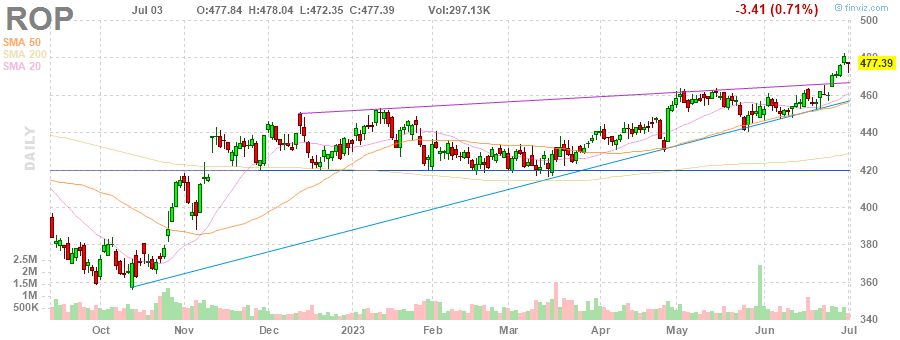 ROP
Jul 03
O:477.84 H:478.04 L:472.35 C:477.39
Vol:297.13K
-3.41 (0.71%)
finviz.com
SMA 50
SMA 200
SMA 20
DAILY
500
480
477.39
460
440
420
400
380
360
340
2.5M
2M
1.5M
1M
500K
Oct
Nov
Dec
2023
Feb
Mar
Apr
May
Jun
Jul